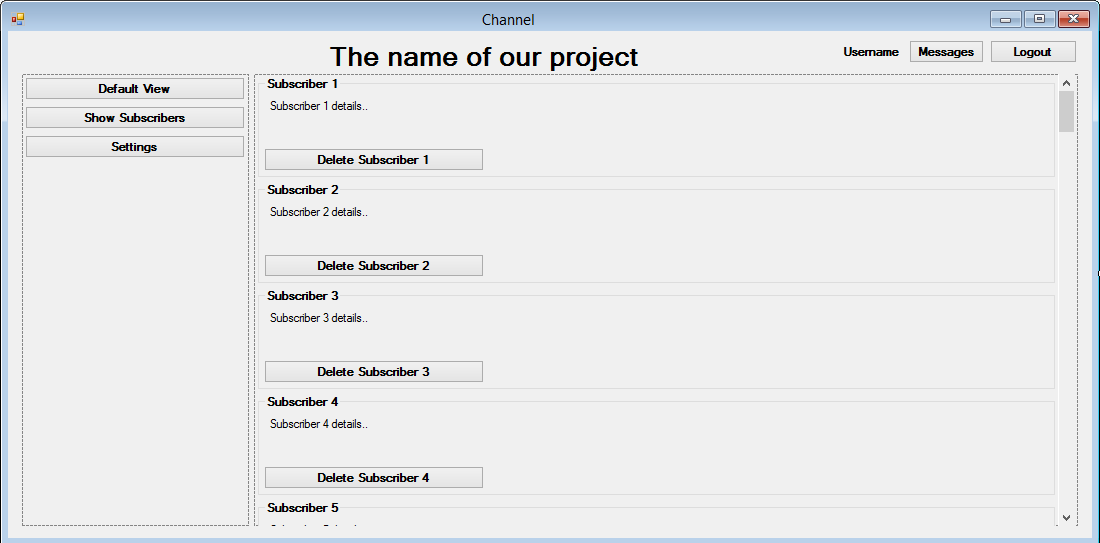 Channel
The name of our project
Username
Messages
Logout
Default View
Show Subscribers
Settings
Subscriber 1
Subscriber 1 details..
Delete Subscriber 1
Subscriber 2
Subscriber 2 details..
Delete Subscriber 2
Subscriber 3
Subscriber 3 details..
Delete Subscriber 3
Subscriber 4
Subscriber 4 details..
Delete Subscriber 4
Subscriber 5